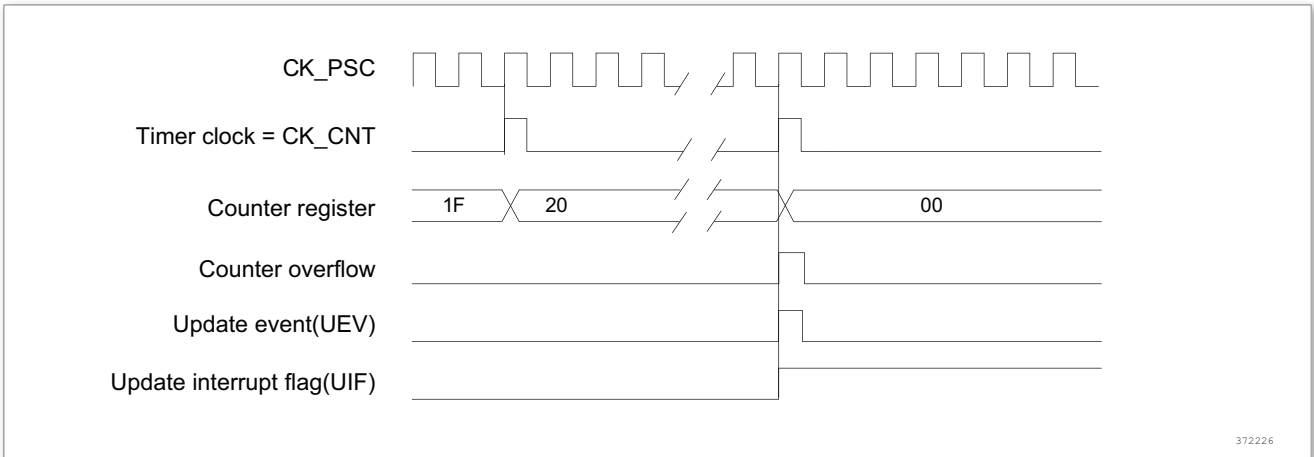 CK_PSC
Timer clock = CK_CNT
Counter register 1F 20 00
Counter overflow
Update event(UEV)
Update interrupt flag(UIF)
372226